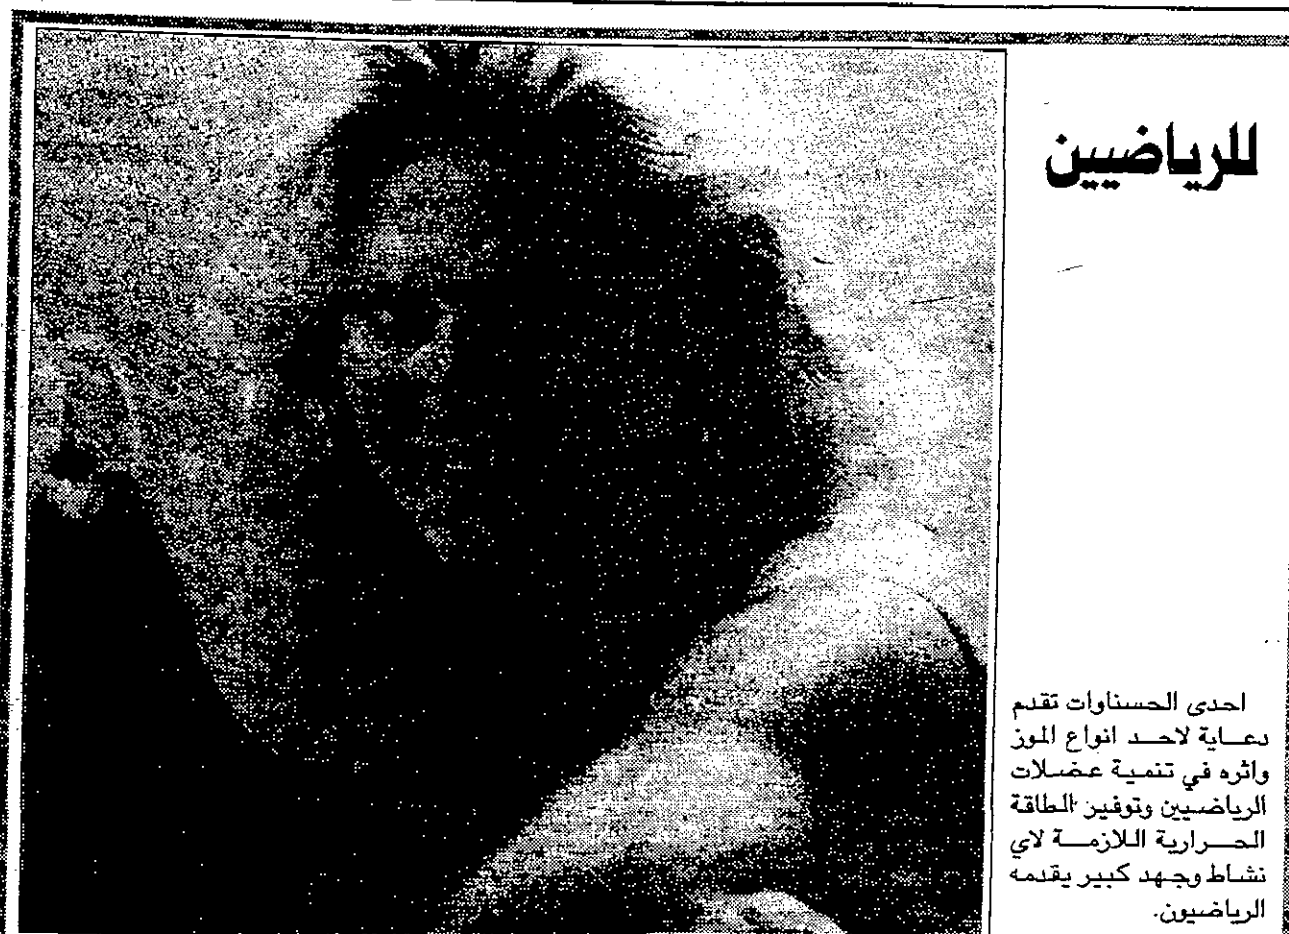 للرياضيين
احدى الحسناوات تقدم
دعاية لاحد انواع الموز
واثره في تنمية عضلات
الرياضيين وتوفير الطاقة
الحرارية اللازمة لاي
نشاط وجهد كبير يقدمه
الرياضيون.